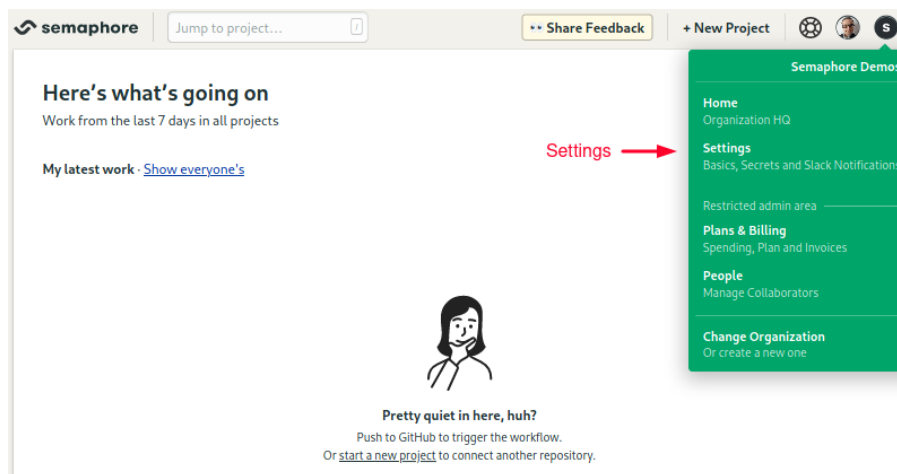 semaphore
Jump to project...
/
👀 Share Feedback
+ New Project
S
Semaphore Demos
Here's what's going on
Work from the last 7 days in all projects
My latest work · Show everyone's
Home
Organization HQ
Settings
Settings
Basics, Secrets and Slack Notifications
Restricted admin area
Plans & Billing
Spending, Plan and Invoices
People
Manage Collaborators
Change Organization
Or create a new one
Pretty quiet in here, huh?
Push to GitHub to trigger the workflow.
Or start a new project to connect another repository.